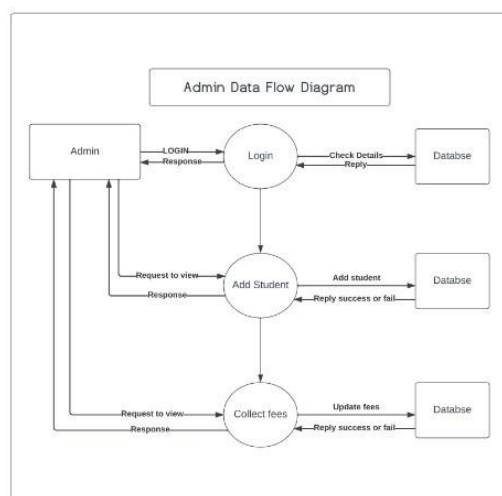 Admin Data Flow Diagram
Admin
LOGIN
Response
Login
Check Details
Reply
Databse
Request to view
Response
Add Student
Add student
Reply success or fail
Databse
Request to view
Response
Collect fees
Update fees
Reply success or fail
Databse